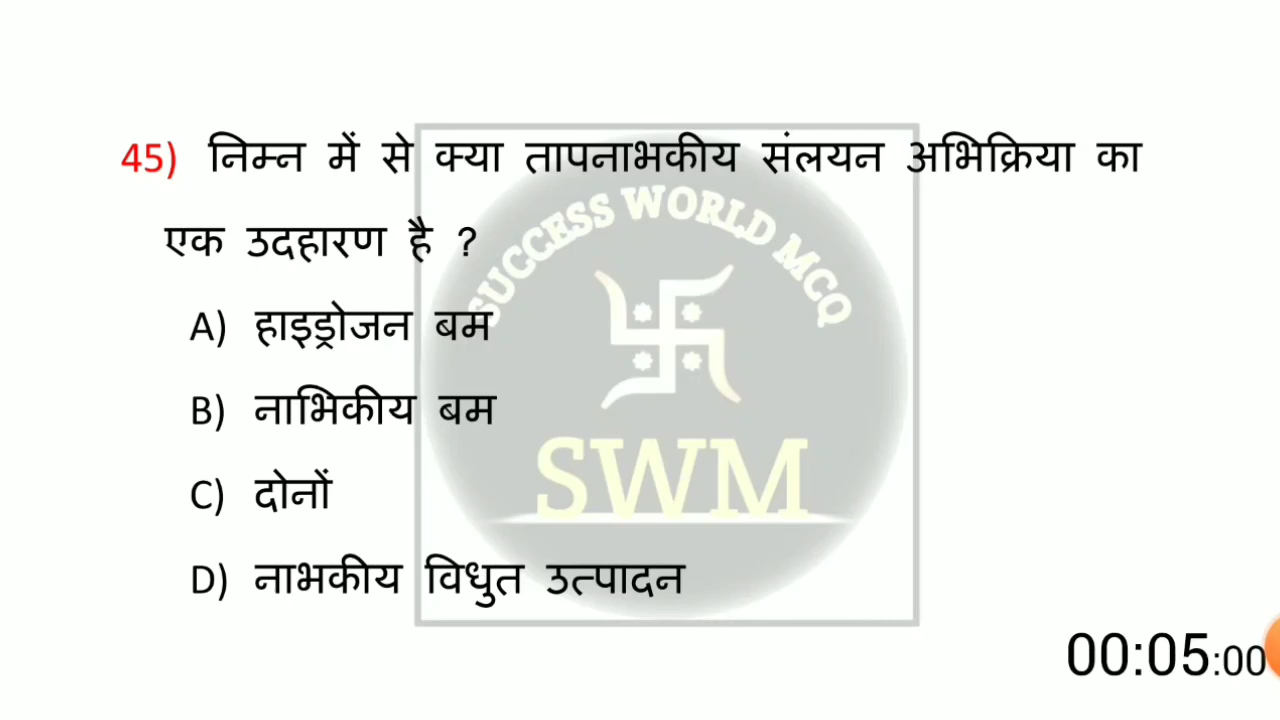 45) निम्न में से क्या तापनाभकीय संलयन अभिक्रिया का
एक उदहारण है ?
A) हाइड्रोजन बम
B) नाभिकीय बम
C) दोनों
D) नाभकीय विधुत उत्पादन
SUCCESS WORLD MCQ
SWM
00:05:00